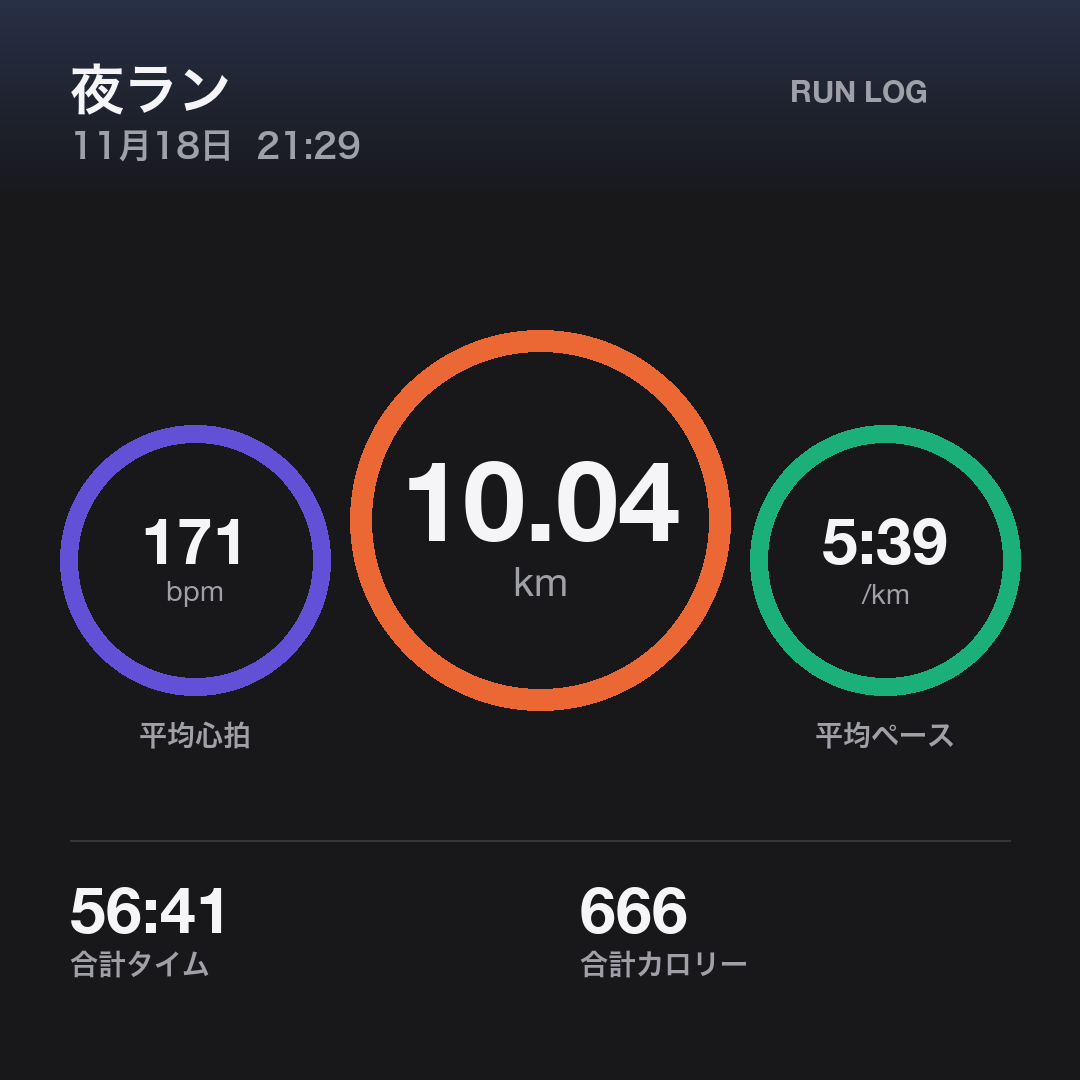 夜ラン
RUN LOG
11月18日 21:29
171
bpm
平均心拍
10.04
km
5:39
/km
平均ペース
56:41
合計タイム
666
合計カロリー